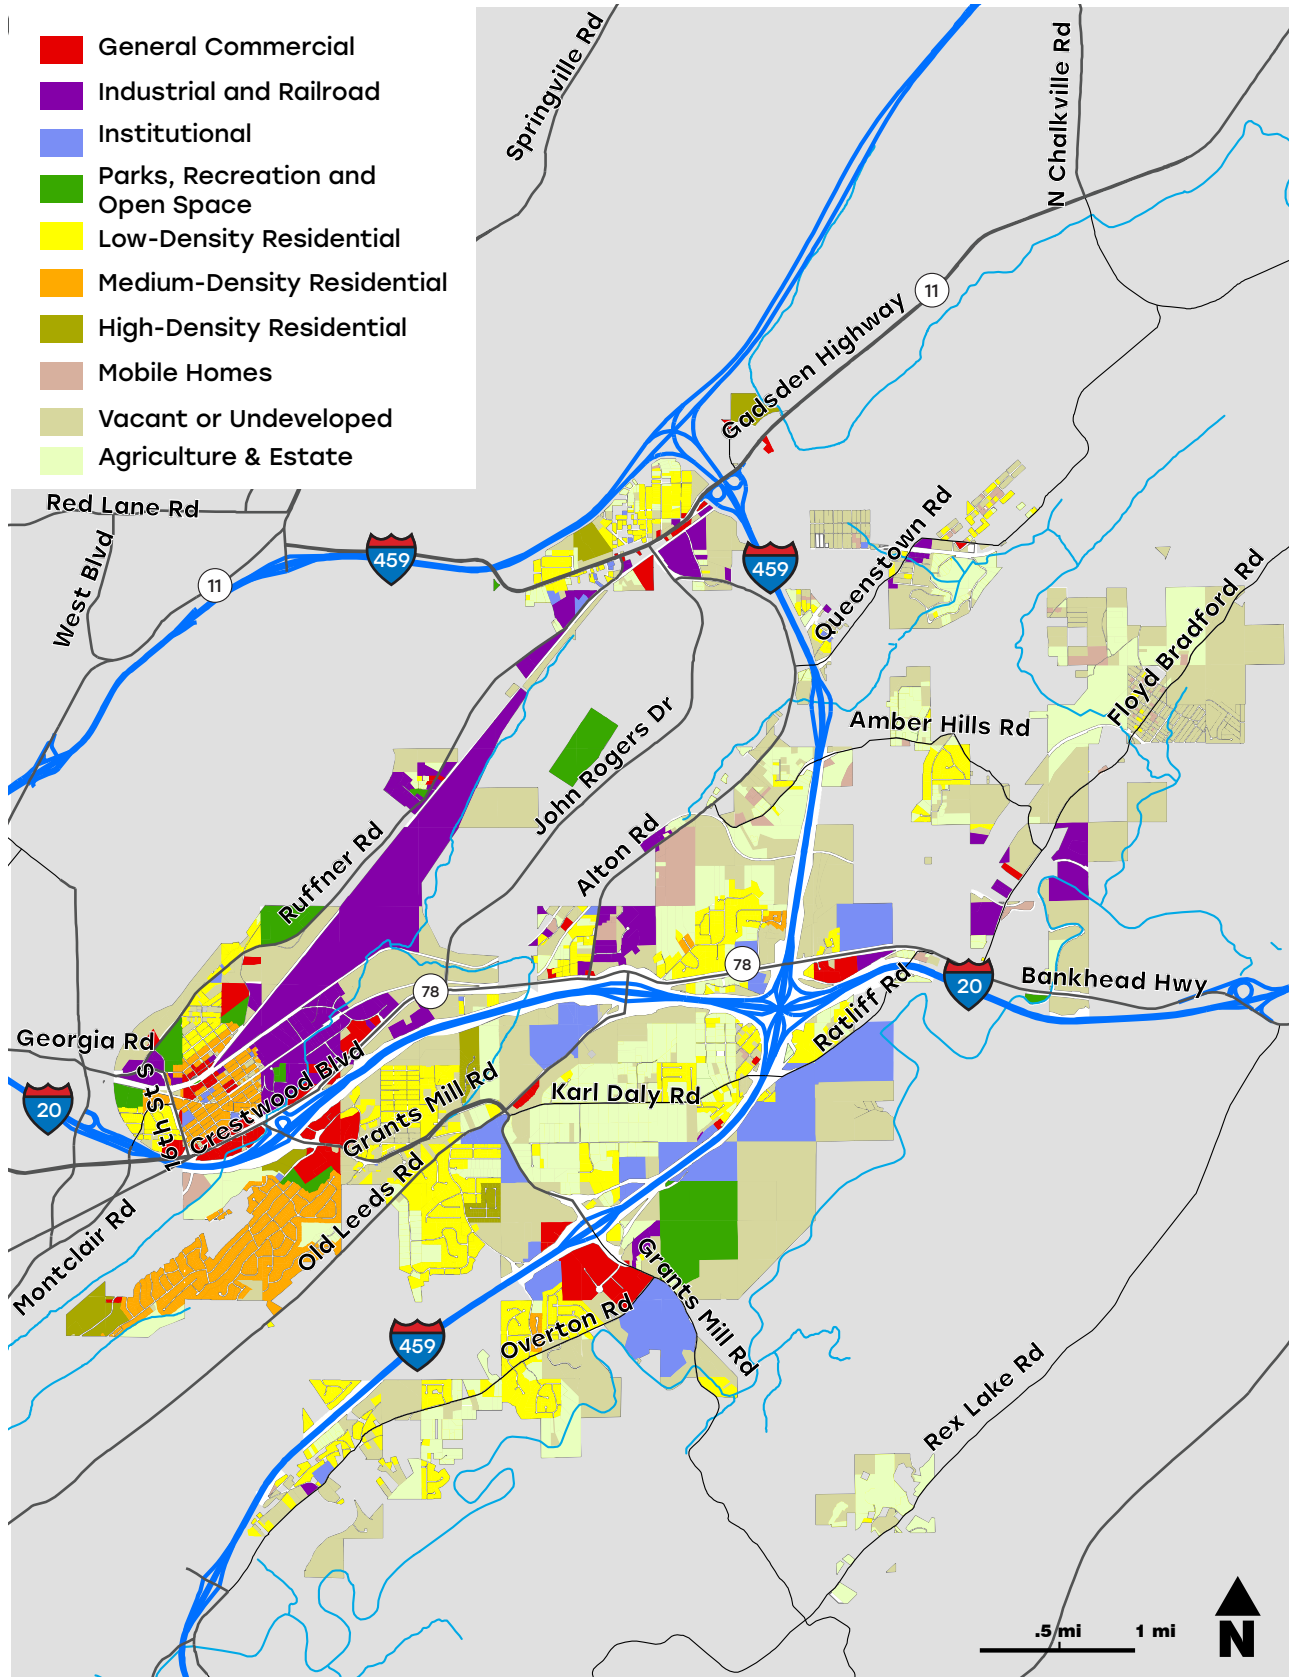 General Commercial
Industrial and Railroad
Institutional
Parks, Recreation and
Open Space
Low-Density Residential
Medium-Density Residential
High-Density Residential
Mobile Homes
Vacant or Undeveloped
Agriculture & Estate
Springville Rd
N Chalkville Rd
11
Gadsden Highway
Red Lane Rd
West Blvd
459
11
459
Queenstown Rd
Floyd Bradford Rd
Amber Hills Rd
John Rogers Dr
Alton Rd
Ruffner Rd
78
78
20
Bankhead Hwy
Ratliff Rd
Georgia Rd
16th St S
Crestwood Blvd
20
Grants Mill Rd
Karl Daly Rd
Old Leeds Rd
Montclair Rd
Grants Mill Rd
Overton Rd
459
Rex Lake Rd
.5 mi
1 mi
N